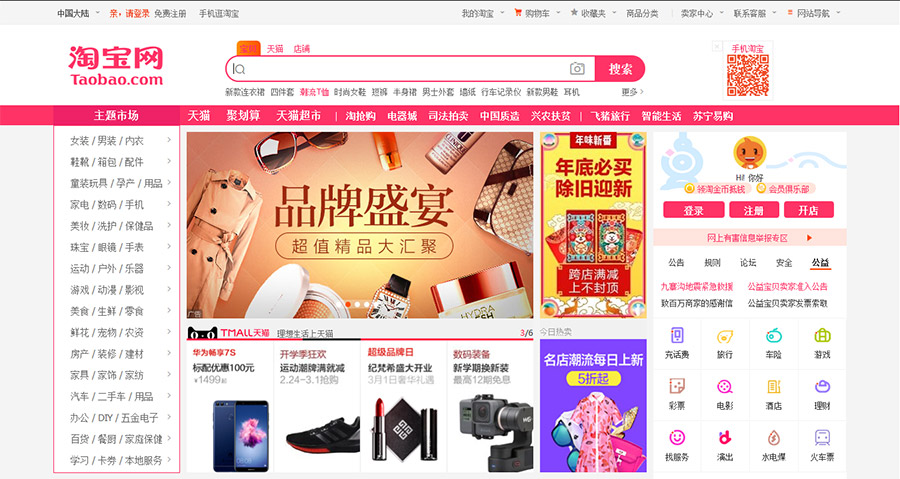 中国大陆 亲，请登录 免费注册 手机逛淘宝 我的淘宝 购物车 收藏夹 商品分类 卖家中心 联系客服 网站导航
宝贝 天猫 店铺
手机淘宝
淘宝网
Taobao.com
搜索
新款连衣裙 四件套 潮流T恤 时尚女鞋 短裤 半身裙 男士外套 墙纸 行车记录仪 新款男鞋 耳机 更多
主题市场 天猫 聚划算 天猫超市 | 淘抢购 电器城 司法拍卖 中国质造 兴农扶贫 | 飞猪旅行 智能生活 苏宁易购
女装 / 男装 / 内衣
鞋靴 / 箱包 / 配件
童装玩具 / 孕产 / 用品
家电 / 数码 / 手机
美妆 / 洗护 / 保健品
珠宝 / 眼镜 / 手表
运动 / 户外 / 乐器
游戏 / 动漫 / 影视
美食 / 生鲜 / 零食
鲜花 / 宠物 / 农资
房产 / 装修 / 建材
家具 / 家饰 / 家纺
汽车 / 二手车 / 用品
办公 / DIY / 五金电子
百货 / 餐厨 / 家庭保健
学习 / 卡券 / 本地服务
品牌盛宴
超值精品大汇聚
广告
TMALL天猫 理想生活上天猫 3/6
华为畅享7S
标配优惠100元
¥1499起
开学季狂欢
运动潮牌满就减
2.24-3.1抢购
超级品牌日
纪梵希盛大开业
3月1日奢华礼遇
数码装备
新学期换新装
最高12期免息
年味新番
年底必买
除旧迎新
跨店满减
上不封顶
今日热卖
名店潮流每日上新
5折起
Hi! 你好
领淘金币抵钱 会员俱乐部
登录 注册 开店
网上有害信息举报专区
公告 规则 论坛 安全 公益
九寨沟地震紧急救援 公益宝贝卖家准入公告
致百万商家的感谢信 公益宝贝卖家发票索取
充话费 旅行 车险 游戏
彩票 电影 酒店 理财
找服务 演出 水电煤 火车票